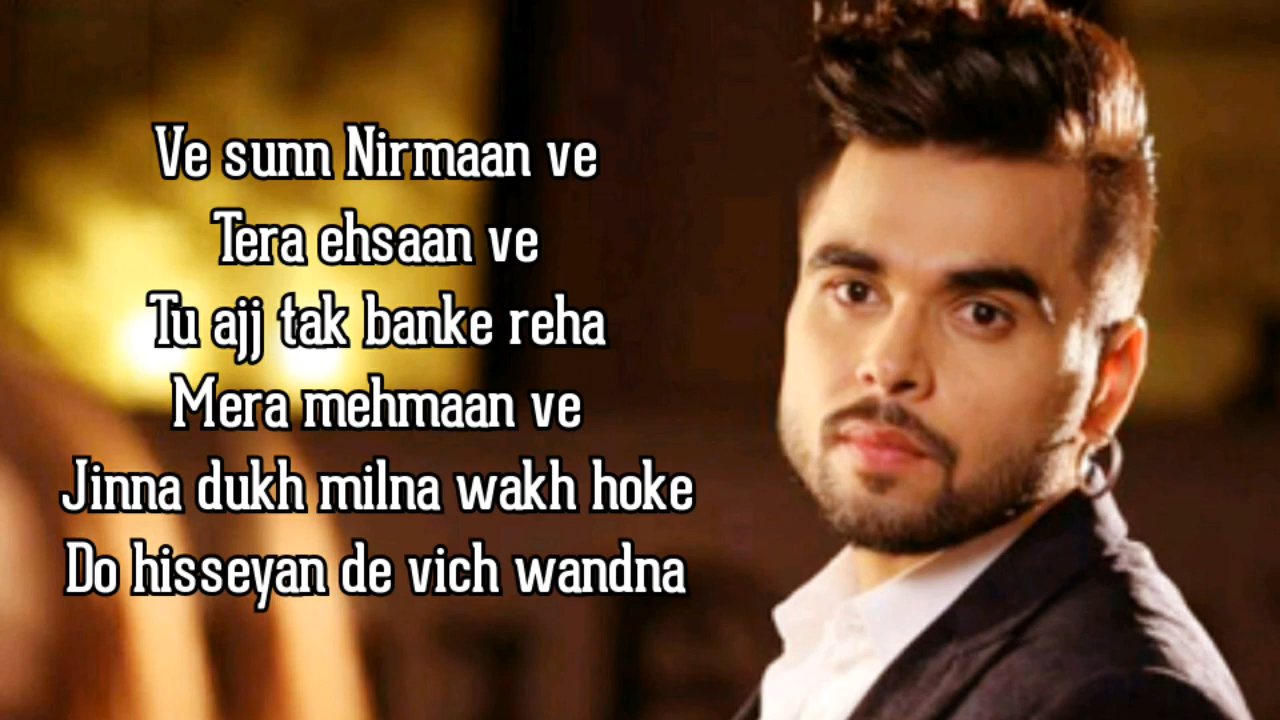 Ve sunn Nirmaan ve
Tera ehsaan ve
Tu ajj tak banke reha
Mera mehmaan ve
Jinna dukh milna wakh hoke
Do hisseyan de vich wandna